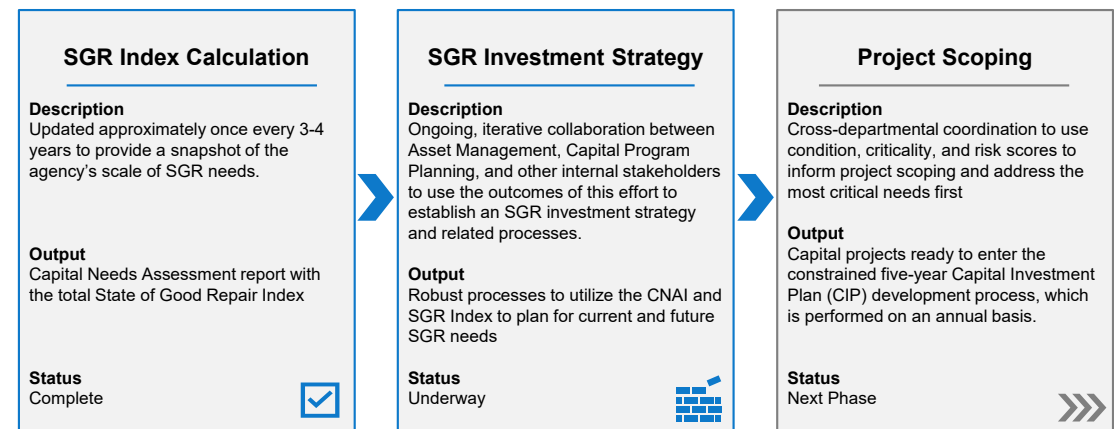 SGR Index Calculation
Description
Updated approximately once every 3-4
years to provide a snapshot of the
agency’s scale of SGR needs.
Output
Capital Needs Assessment report with
the total State of Good Repair Index
Status
Complete
SGR Investment Strategy
Description
Ongoing, iterative collaboration between
Asset Management, Capital Program
Planning, and other internal stakeholders
to use the outcomes of this effort to
establish an SGR investment strategy
and related processes.
Output
Robust processes to utilize the CNAI and
SGR Index to plan for current and future
SGR needs
Status
Underway
Project Scoping
Description
Cross-departmental coordination to use
condition, criticality, and risk scores to
inform project scoping and address the
most critical needs first
Output
Capital projects ready to enter the
constrained five-year Capital Investment
Plan (CIP) development process, which
is performed on an annual basis.
Status
Next Phase